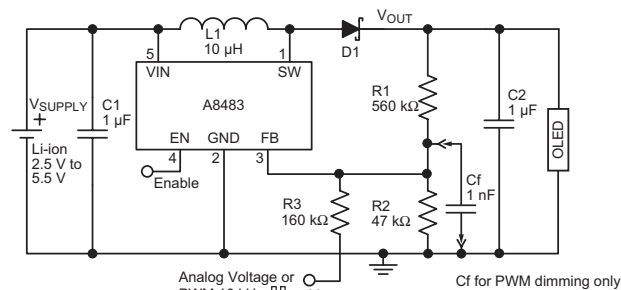 L1
10 µH
VOUT
D1
5
1
VIN
SW
A8483
EN
GND
FB
4
2
3
Enable
VSUPPLY
+
Li-ion
2.5 V to
5.5 V
C1
1 µF
R1
560 kΩ
C2
1 µF
OLED
Cf
1 nF
R3
160 kΩ
R2
47 kΩ
Analog Voltage or
Cf for PWM dimming only